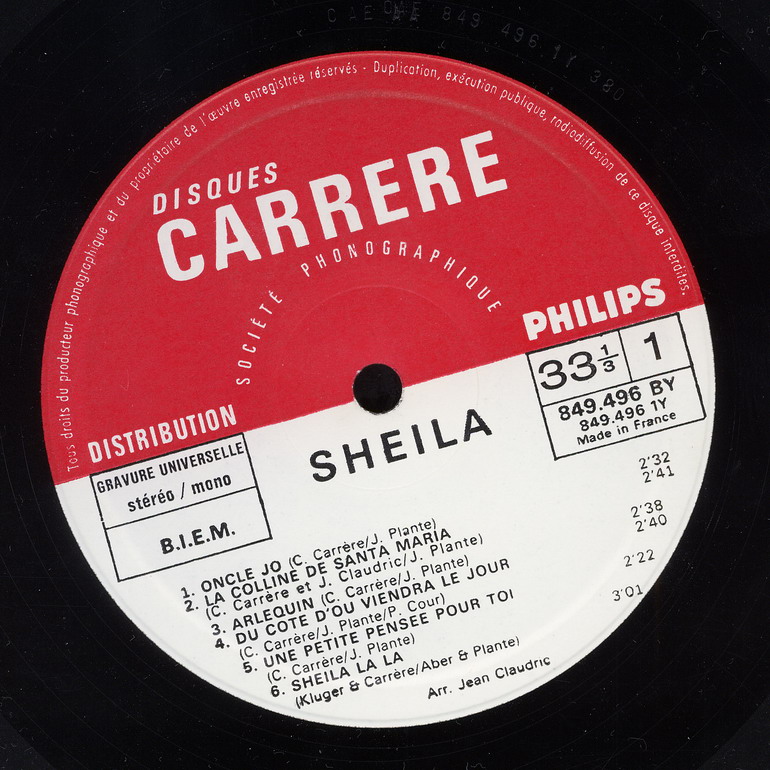 CAE 849 496 1Y 380
Tous droits du producteur phonographique et du propriétaire de l'œuvre enregistrée réservés - Duplication, exécution publique, radiodiffusion de ce disque interdites.
DISQUES
CARRERE
SOCIÉTÉ PHONOGRAPHIQUE
DISTRIBUTION PHILIPS
GRAVURE UNIVERSELLE
stéréo / mono
B.I.E.M.
33 1/3
1
849.496 BY
849.496 1Y
Made in France
SHEILA
1. ONCLE JO (C. Carrère/J. Plante) 2'32
2. LA COLLINE DE SANTA MARIA 2'41
(C. Carrère et J. Claudric/J. Plante)
3. ARLEQUIN (C. Carrère/J. Plante) 2'38
4. DU COTE D'OU VIENDRA LE JOUR 2'40
(C. Carrère/J. Plante/P. Cour)
5. UNE PETITE PENSEE POUR TOI 2'22
(C. Carrère/J. Plante)
6. SHEILA LA LA 3'01
(Kluger & Carrère/Aber & Plante)
Arr. Jean Claudric